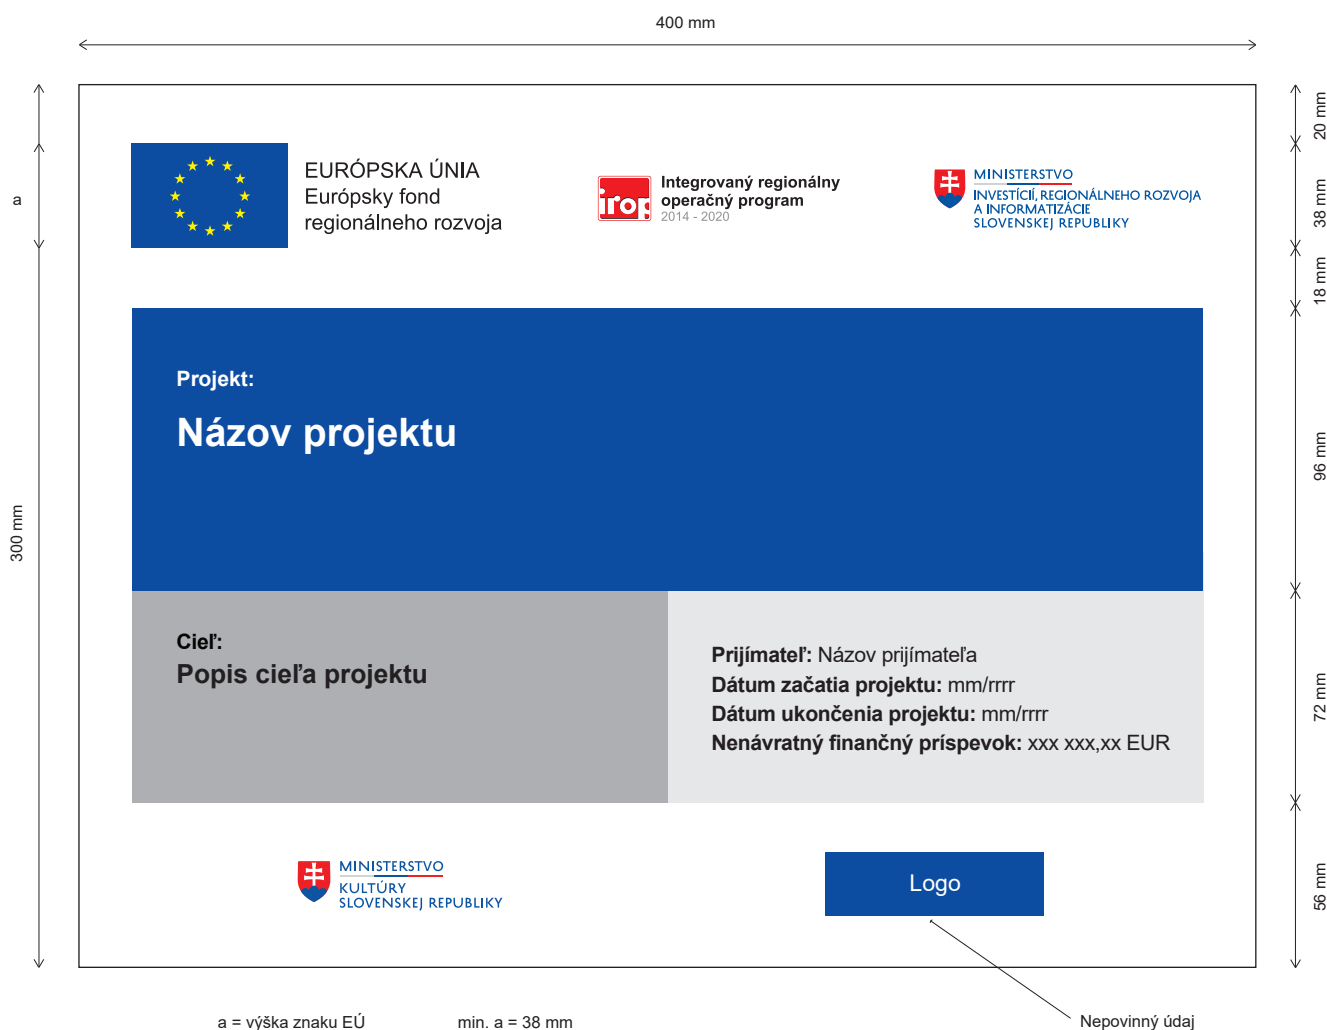 400 mm
20 mm
a
38 mm
18 mm
96 mm
300 mm
72 mm
56 mm
EURÓPSKA ÚNIA
Európsky fond
regionálneho rozvoja
irop
Integrovaný regionálny
operačný program
2014 - 2020
MINISTERSTVO
INVESTÍCIÍ, REGIONÁLNEHO ROZVOJA
A INFORMATIZÁCIE
SLOVENSKEJ REPUBLIKY
Projekt:
Názov projektu
Cieľ:
Popis cieľa projektu
Prijímateľ: Názov prijímateľa
Dátum začatia projektu: mm/rrrr
Dátum ukončenia projektu: mm/rrrr
Nenávratný finančný príspevok: xxx xxx,xx EUR
MINISTERSTVO
KULTÚRY
SLOVENSKEJ REPUBLIKY
Logo
a = výška znaku EÚ
min. a = 38 mm
Nepovinný údaj